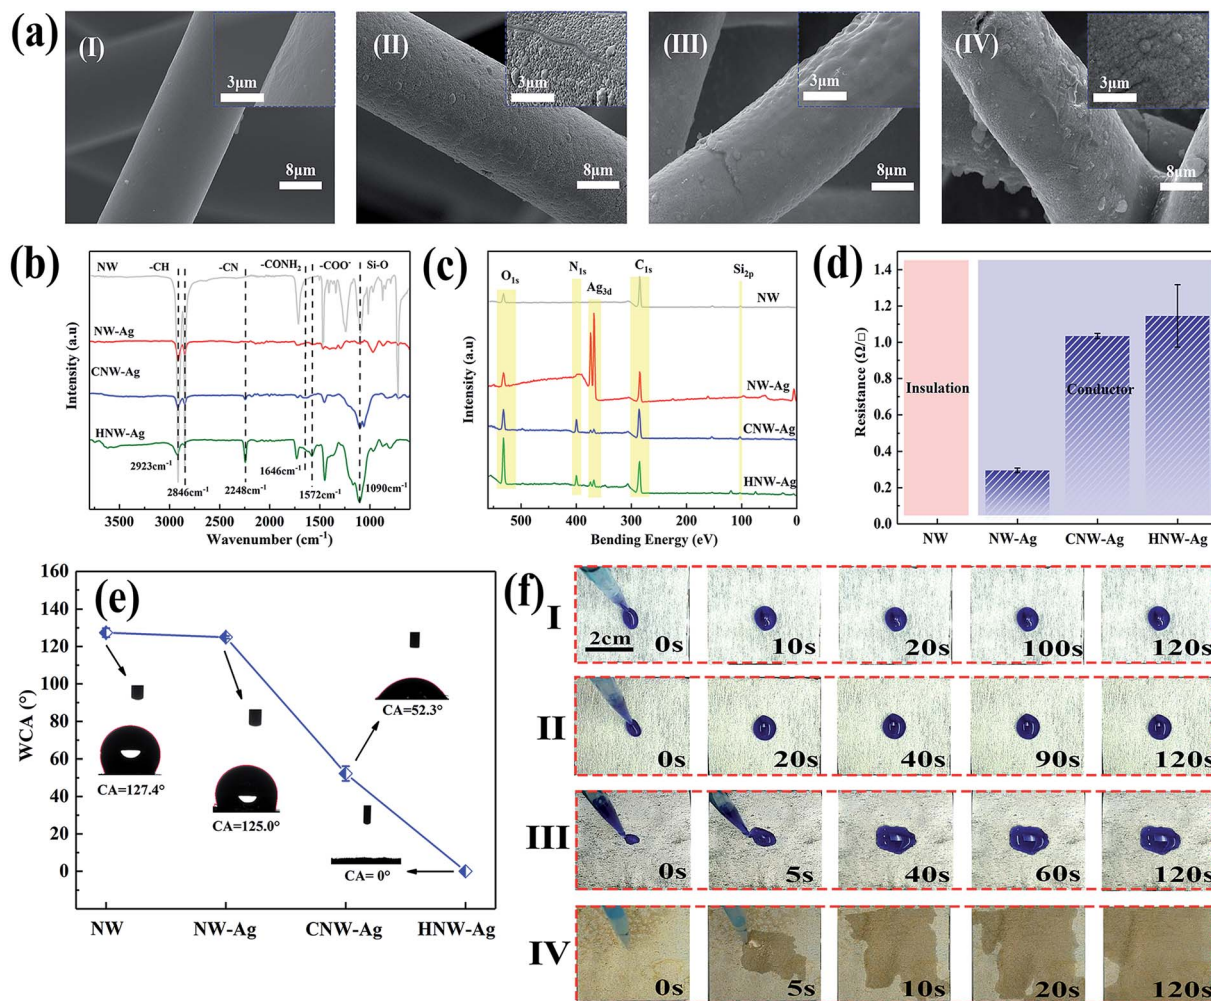 (a)
(I)
3μm
8μm
(II)
3μm
8μm
(III)
3μm
8μm
(IV)
3μm
8μm
(b)
NW
-CH
-CN
-CONH₂
-COO⁻
Si-O
NW-Ag
CNW-Ag
HNW-Ag
2923cm⁻¹
2846cm⁻¹
2248cm⁻¹
1646cm⁻¹
1572cm⁻¹
1090cm⁻¹
Intensity (a.u)
3500 3000 2500 2000 1500 1000
Wavenumber (cm⁻¹)
(c)
O₁ₛ
N₁ₛ
Ag₃d
C₁ₛ
Si₂ₚ
NW
NW-Ag
CNW-Ag
HNW-Ag
Intensity (a.u)
500 400 300 200 100 0
Bending Energy (eV)
(d)
Resistance (Ω/□)
1.4
1.2
1.0
0.8
0.6
0.4
0.2
0.0
Insulation
Conductor
NW NW-Ag CNW-Ag HNW-Ag
(e)
WCA (°)
160
140
120
100
80
60
40
20
0
CA=127.4°
CA=125.0°
CA=52.3°
CA= 0°
NW NW-Ag CNW-Ag HNW-Ag
(f)
I
2cm
0s 10s 20s 100s 120s
II
0s 20s 40s 90s 120s
III
0s 5s 40s 60s 120s
IV
0s 5s 10s 20s 120s